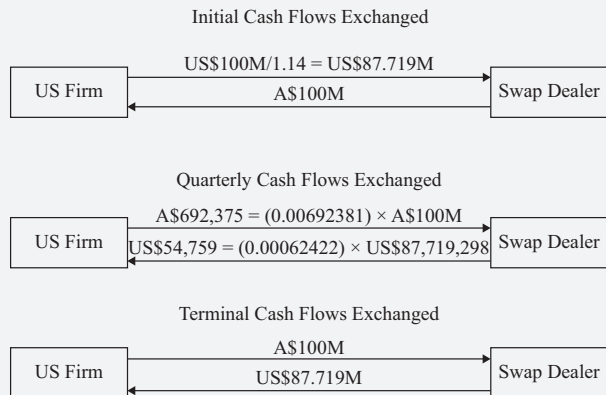 Initial Cash Flows Exchanged
US$100M/1.14 = US$87.719M
US Firm
Swap Dealer
A$100M
Quarterly Cash Flows Exchanged
A$692,375 = (0.00692381) × A$100M
US Firm
Swap Dealer
US$54,759 = (0.00062422) × US$87,719,298
Terminal Cash Flows Exchanged
A$100M
US Firm
Swap Dealer
US$87.719M